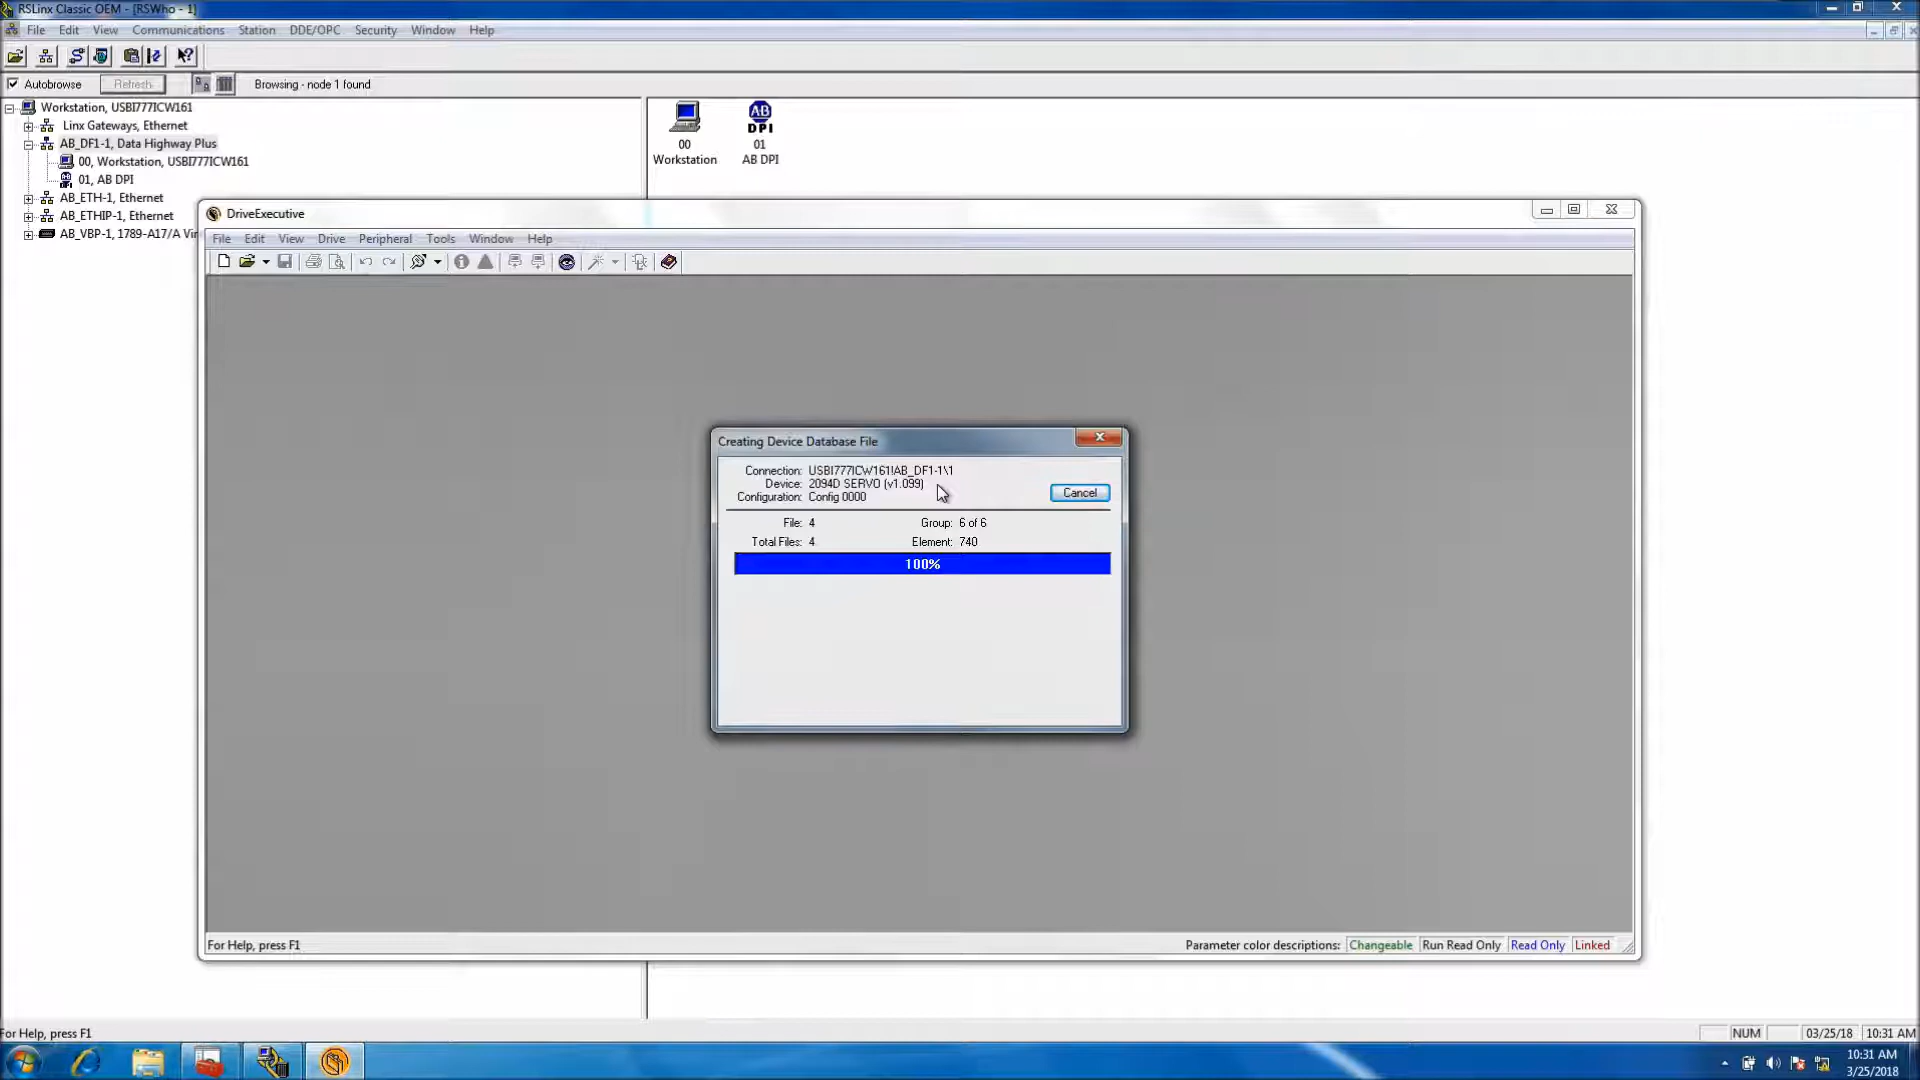 RSLinx Classic OEM - [RSWho - 1]
File Edit View Communications Station DDE/OPC Security Window Help
Autobrowse Refresh Browsing - node 1 found
Workstation, USBI777ICW161
Linx Gateways, Ethernet
AB_DF1-1, Data Highway Plus
00, Workstation, USBI777ICW161
01, AB DPI
AB_ETH-1, Ethernet
AB_ETHIP-1, Ethernet
AB_VBP-1, 1789-A17/A Vir
AB
DPI
00 01
Workstation AB DPI
DriveExecutive
File Edit View Drive Peripheral Tools Window Help
Creating Device Database File
Connection: USBI777ICW161!AB_DF1-1\1
Device: 2094D SERVO (v1.099)
Configuration: Config 0000
Cancel
File: 4 Group: 6 of 6
Total Files: 4 Element: 740
100%
For Help, press F1 Parameter color descriptions: Changeable Run Read Only Read Only Linked
For Help, press F1 NUM 03/25/18 10:31 AM
10:31 AM
3/25/2018